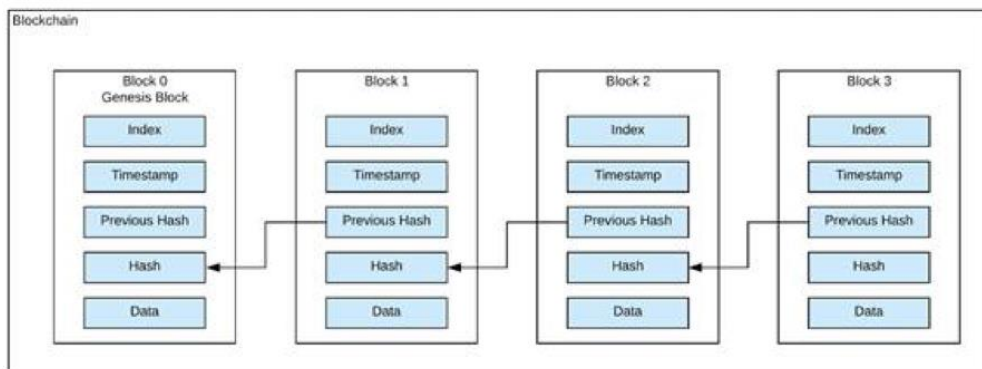 Blockchain
Block 0
Genesis Block
Index
Timestamp
Previous Hash
Hash
Data
Block 1
Index
Timestamp
Previous Hash
Hash
Data
Block 2
Index
Timestamp
Previous Hash
Hash
Data
Block 3
Index
Timestamp
Previous Hash
Hash
Data